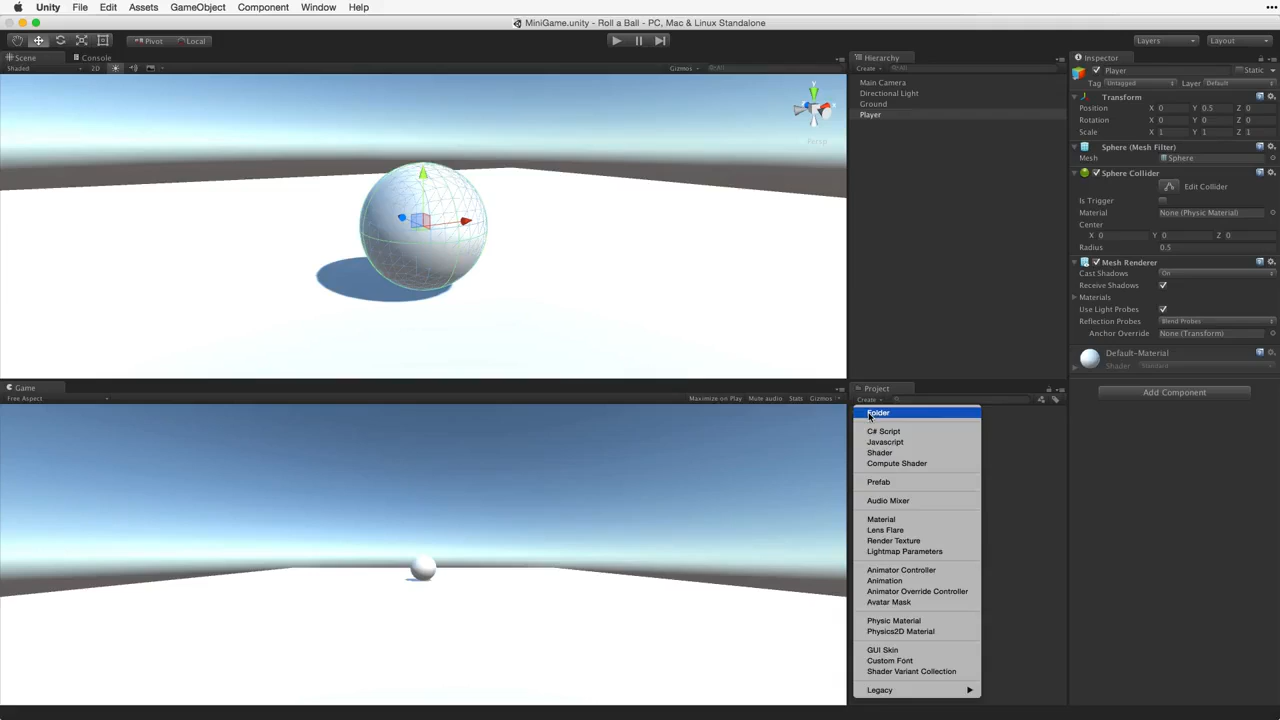 Unity File Edit Assets GameObject Component Window Help
MiniGame.unity - Roll a Ball - PC, Mac & Linux Standalone
Pivot Local Layers Layout
Scene Console
Shaded 2D Gizmos All
y
x
Persp
Hierarchy
Create All
Main Camera
Directional Light
Ground
Player
Inspector
Player Static
Tag Untagged Layer Default
Transform
Position X 0 Y 0.5 Z 0
Rotation X 0 Y 0 Z 0
Scale X 1 Y 1 Z 1
Sphere (Mesh Filter)
Mesh Sphere
Sphere Collider
Edit Collider
Is Trigger
Material None (Physic Material)
Center
X 0 Y 0 Z 0
Radius 0.5
Mesh Renderer
Cast Shadows On
Receive Shadows
Materials
Use Light Probes
Reflection Probes Blend Probes
Anchor Override None (Transform)
Default-Material
Shader Standard
Add Component
Game
Free Aspect Maximize on Play Mute audio Stats Gizmos
Project
Create
Folder
C# Script
Javascript
Shader
Compute Shader
Prefab
Audio Mixer
Material
Lens Flare
Render Texture
Lightmap Parameters
Animator Controller
Animation
Animator Override Controller
Avatar Mask
Physic Material
Physics2D Material
GUI Skin
Custom Font
Shader Variant Collection
Legacy